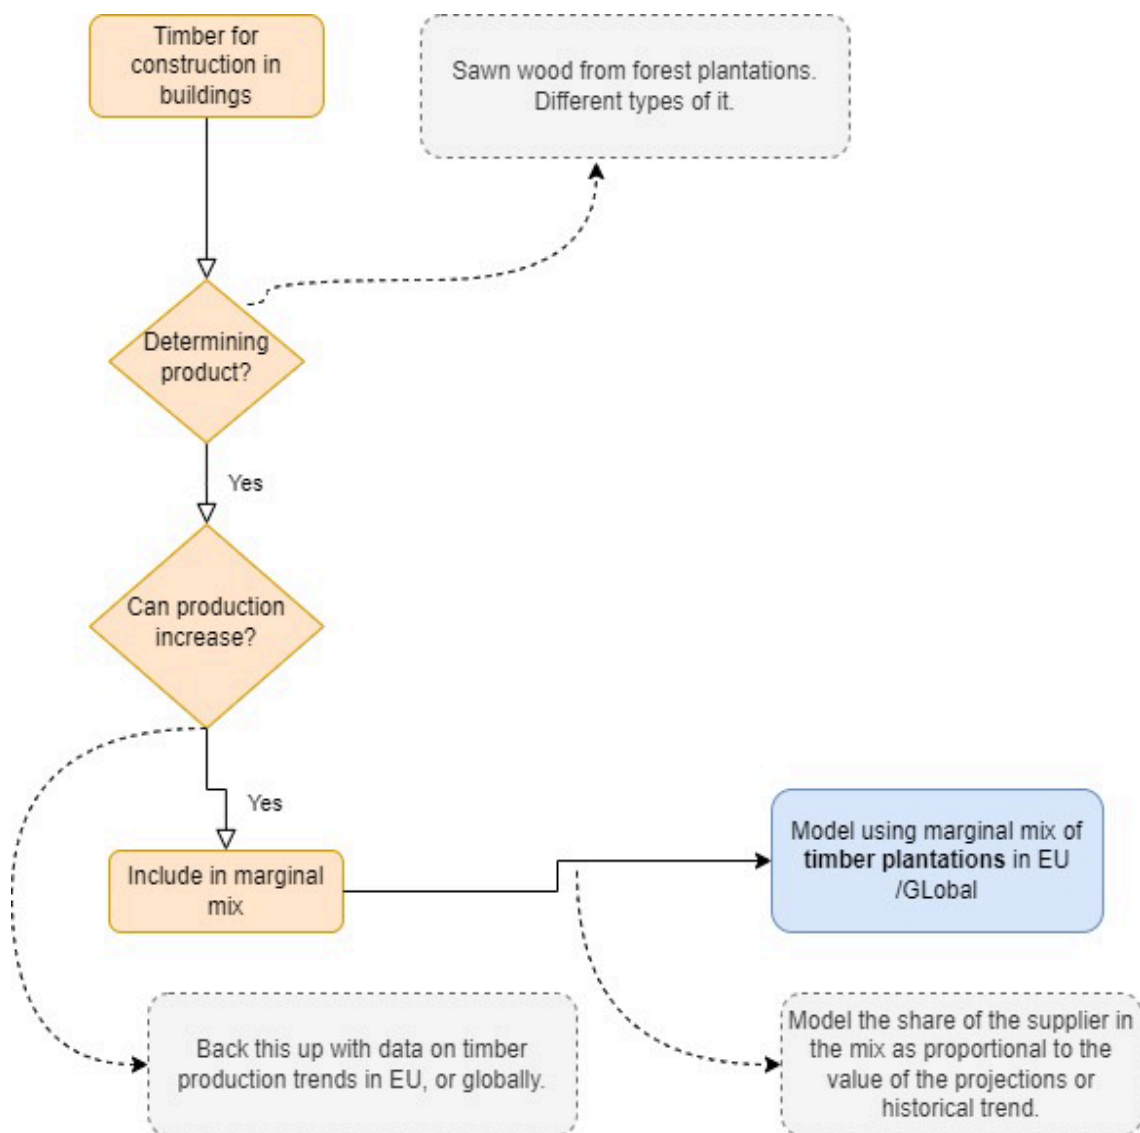 Timber for
construction in
buildings
Sawn wood from forest plantations.
Different types of it.
Determining
product?
Yes
Can production
increase?
Yes
Include in marginal
mix
Model using marginal mix of
timber plantations in EU
/GLobal
Back this up with data on timber
production trends in EU, or globally.
Model the share of the supplier in
the mix as proportional to the
value of the projections or
historical trend.